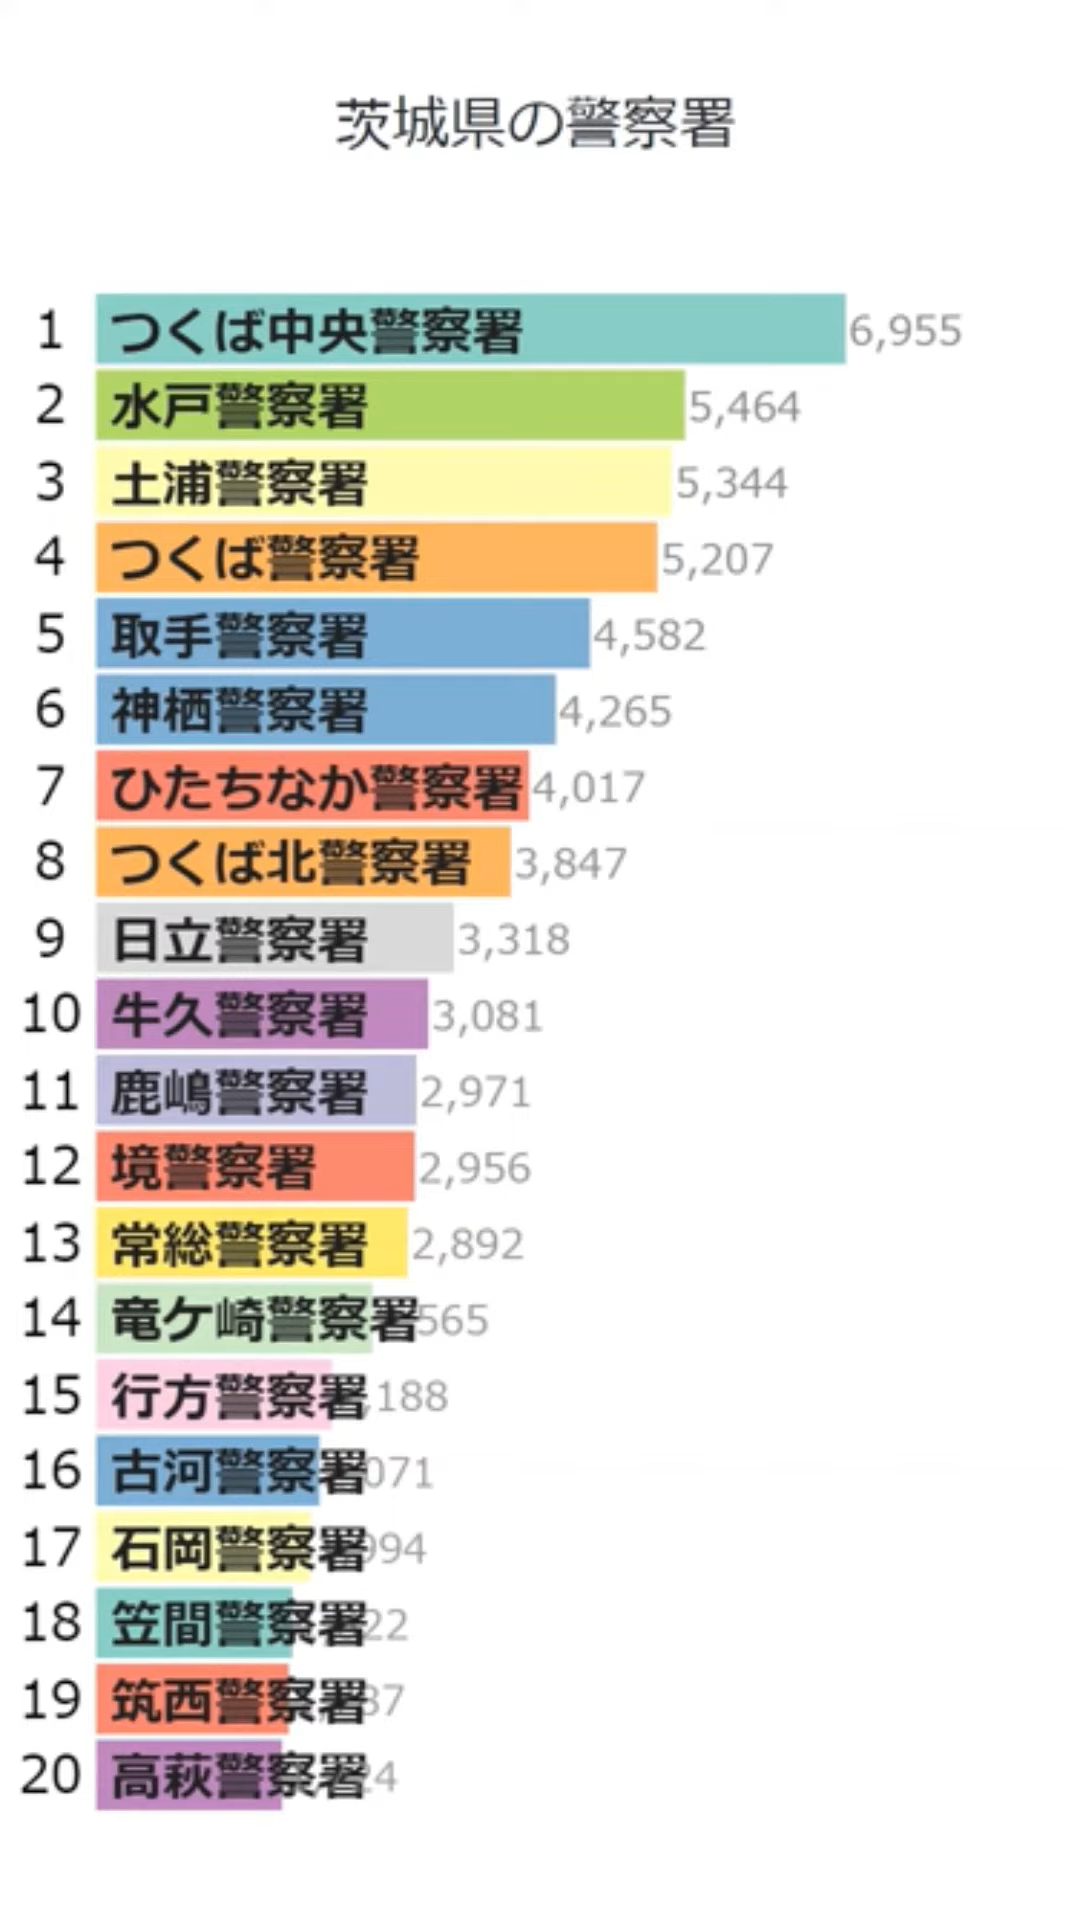 茨城県の警察署
1 つくば中央警察署 6,955
2 水戸警察署 5,464
3 土浦警察署 5,344
4 つくば警察署 5,207
5 取手警察署 4,582
6 神栖警察署 4,265
7 ひたちなか警察署 4,017
8 つくば北警察署 3,847
9 日立警察署 3,318
10 牛久警察署 3,081
11 鹿嶋警察署 2,971
12 境警察署 2,956
13 常総警察署 2,892
14 竜ケ崎警察署 565
15 行方警察署 ,188
16 古河警察署 071
17 石岡警察署 994
18 笠間警察署 22
19 筑西警察署 37
20 高萩警察署 24